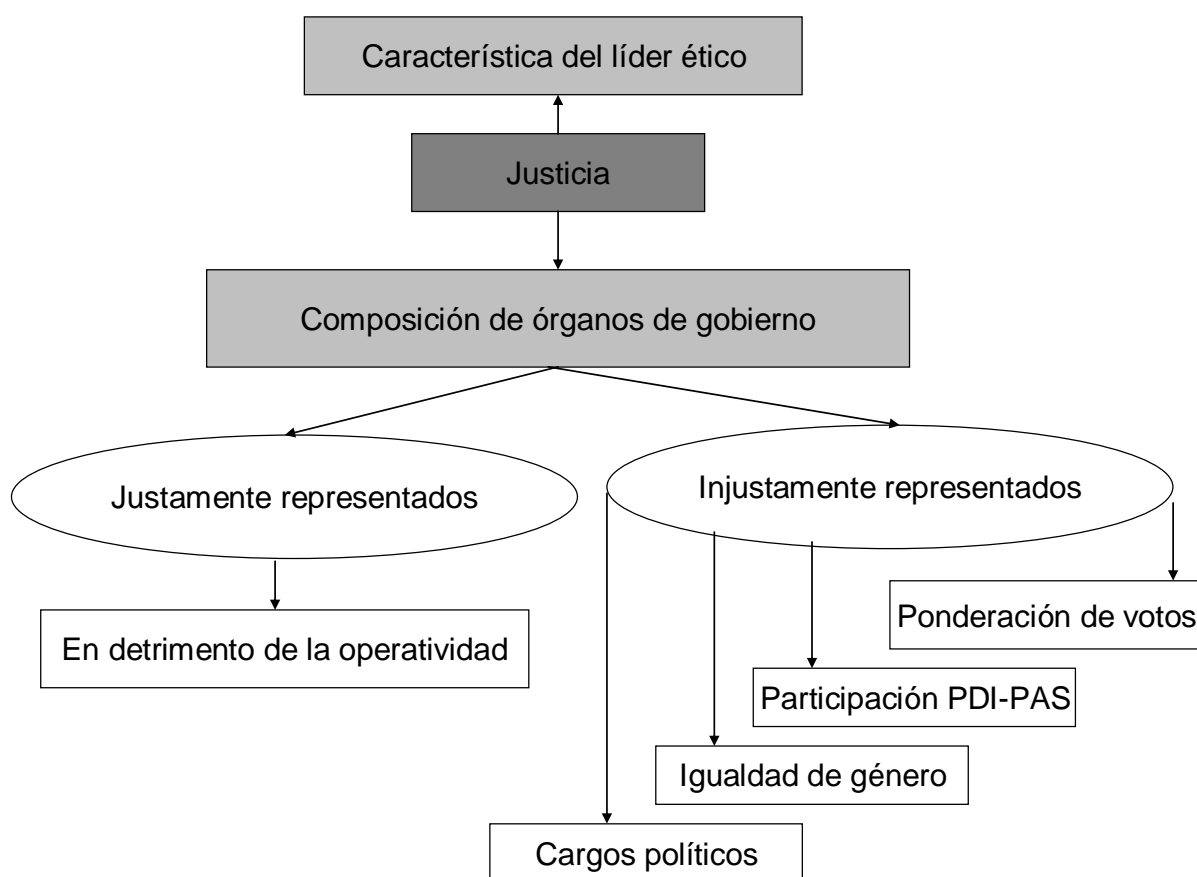 Característica del líder ético
Justicia
Composición de órganos de gobierno
Justamente representados
Injustamente representados
En detrimento de la operatividad
Ponderación de votos
Participación PDI-PAS
Igualdad de género
Cargos políticos